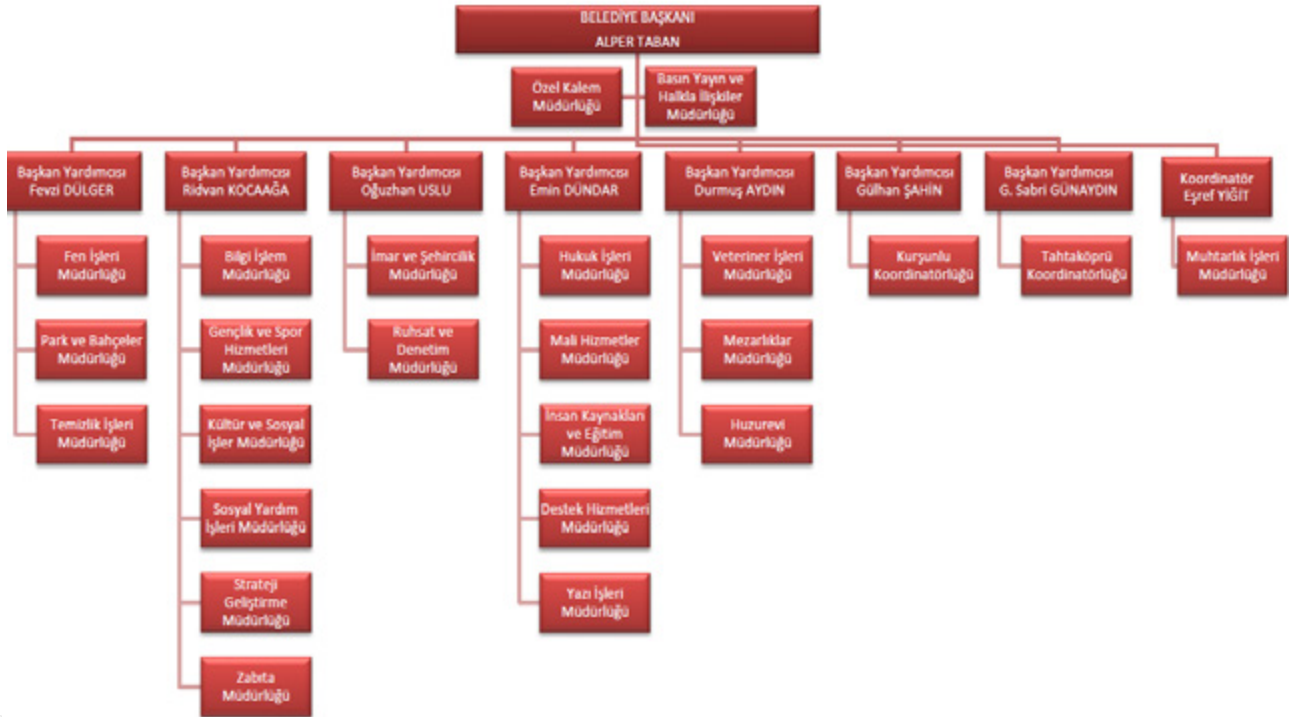 BELEDİYE BAŞKANI
ALPER TABAN
Özel Kalem
Müdürlüğü
Basın Yayın ve
Halkla İlişkiler
Müdürlüğü
Başkan Yardımcısı
Fevzi DÜLGER
Başkan Yardımcısı
Rıdvan KOCAAĞA
Başkan Yardımcısı
Oğuzhan USLU
Başkan Yardımcısı
Emin DÜNDAR
Başkan Yardımcısı
Durmuş AYDIN
Başkan Yardımcısı
Gülhan ŞAHİN
Başkan Yardımcısı
G. Sabri GÜNAYDIN
Koordinatör
Eşref YİĞİT
Fen İşleri
Müdürlüğü
Park ve Bahçeler
Müdürlüğü
Temizlik İşleri
Müdürlüğü
Bilgi İşlem
Müdürlüğü
Gençlik ve Spor
Hizmetleri
Müdürlüğü
Kültür ve Sosyal
İşler Müdürlüğü
Sosyal Yardım
İşleri Müdürlüğü
Strateji
Geliştirme
Müdürlüğü
Zabıta
Müdürlüğü
İmar ve Şehircilik
Müdürlüğü
Ruhsat ve
Denetim
Müdürlüğü
Hukuk İşleri
Müdürlüğü
Mali Hizmetler
Müdürlüğü
İnsan Kaynakları
ve Eğitim
Müdürlüğü
Destek Hizmetleri
Müdürlüğü
Yazı İşleri
Müdürlüğü
Veteriner İşleri
Müdürlüğü
Mezarlıklar
Müdürlüğü
Huzurevi
Müdürlüğü
Kurşunlu
Koordinatörlüğü
Tahtaköprü
Koordinatörlüğü
Muhtarlık İşleri
Müdürlüğü